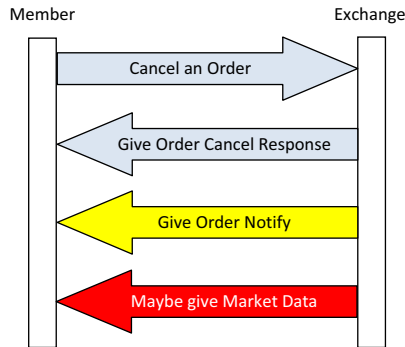 Member
Exchange
Cancel an Order
Give Order Cancel Response
Give Order Notify
Maybe give Market Data